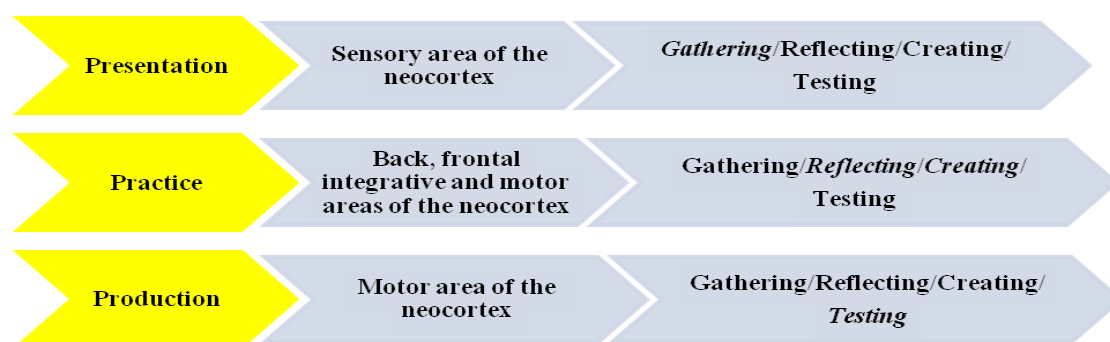 Presentation
Sensory area of the
neocortex
Gathering/Reflecting/Creating/
Testing
Practice
Back, frontal
integrative and motor
areas of the neocortex
Gathering/Reflecting/Creating/
Testing
Production
Motor area of the
neocortex
Gathering/Reflecting/Creating/
Testing